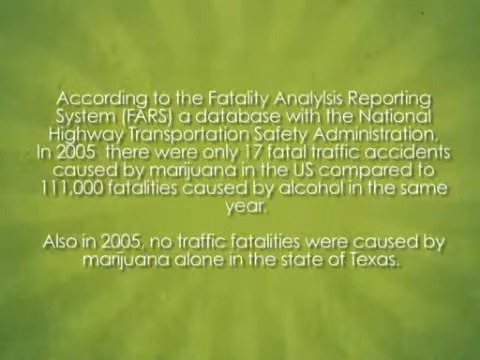 According to the Fatality Analylsis Reporting
System (FARS) a database with the National
Highway Transportation Safety Administration,
In 2005 there were only 17 fatal traffic accidents
caused by marijuana in the US compared to
111,000 fatalities caused by alcohol in the same
year.
Also in 2005, no traffic fatalities were caused by
marijuana alone in the state of Texas.